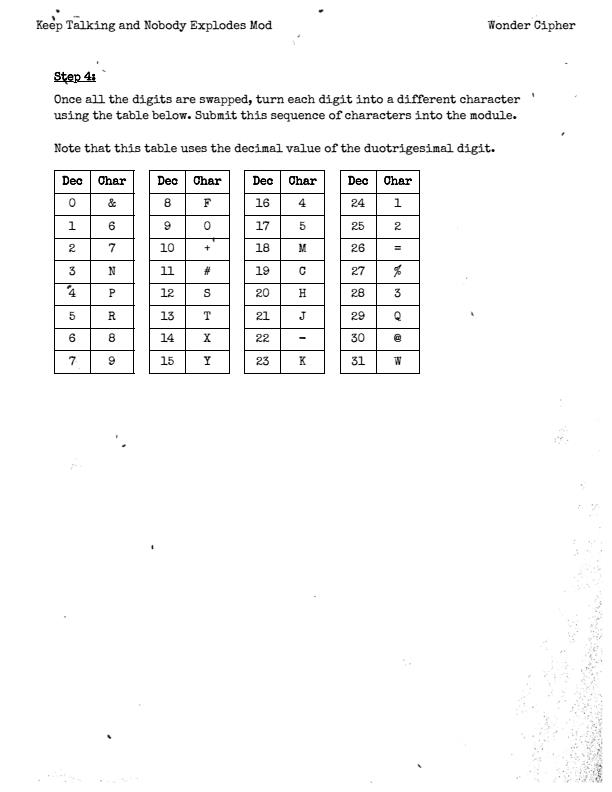 Keep Talking and Nobody Explodes Mod Wonder Cipher
Step 4:
Once all the digits are swapped, turn each digit into a different character
using the table below. Submit this sequence of characters into the module.
Note that this table uses the decimal value of the duotrigesimal digit.
Dec Char Dec Char Dec Char Dec Char
0 & 8 F 16 4 24 1
1 6 9 0 17 5 25 2
2 7 10 + 18 M 26 =
3 N 11 # 19 C 27 %
4 P 12 S 20 H 28 3
5 R 13 T 21 J 29 Q
6 8 14 X 22 - 30 @
7 9 15 Y 23 K 31 W